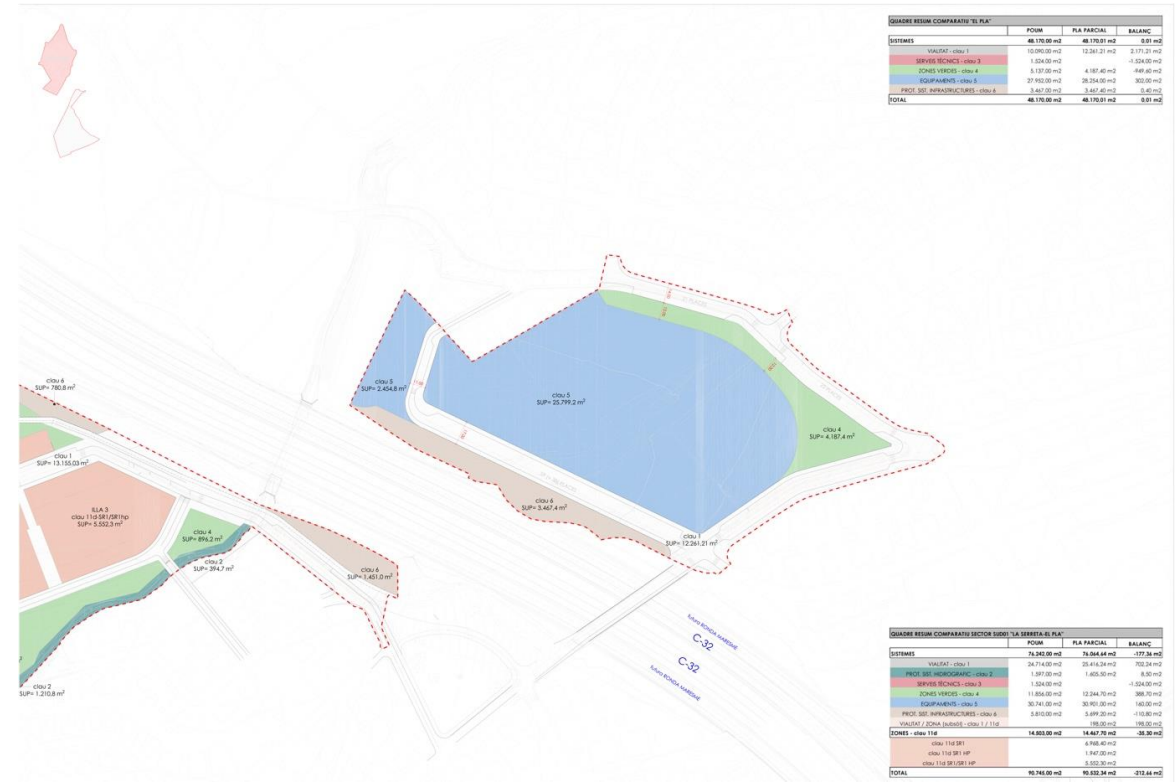 QUADRE RESUM COMPARATIU "EL PLA"
POUM PLA PARCIAL BALANÇ
SISTEMES 48.170,00 m2 48.170,01 m2 0,01 m2
VIALITAT - clau 1 10.090,00 m2 12.261,21 m2 2.171,21 m2
SERVEIS TÈCNICS - clau 3 1.524,00 m2 -1.524,00 m2
ZONES VERDES - clau 4 5.137,00 m2 4.187,40 m2 -949,60 m2
EQUIPAMENTS - clau 5 27.952,00 m2 28.254,00 m2 302,00 m2
PROT. SIST. INFRASTRUCTURES - clau 6 3.467,00 m2 3.467,40 m2 0,40 m2
TOTAL 48.170,00 m2 48.170,01 m2 0,01 m2
clau 5
SUP= 2.454,8 m²
clau 5
SUP= 25.799,2 m²
clau 4
SUP= 4.187,4 m²
clau 6
SUP= 3.467,4 m²
clau 1
SUP= 12.261,21 m²
clau 6
SUP= 780,8 m²
clau 1
SUP= 13.155,03 m²
ILLA 3
clau 11d-SR1/SR1hp
SUP= 5.552,3 m²
clau 4
SUP= 896,2 m²
clau 2
SUP= 394,7 m²
clau 6
SUP= 1.451,0 m²
clau 2
SUP= 1.210,8 m²
futura RONDA MARESME
C-32
C-32
futura RONDA MARESME
QUADRE RESUM COMPARATIU SECTOR SUD01 "LA SERRETA-EL PLA"
POUM PLA PARCIAL BALANÇ
SISTEMES 76.242,00 m2 76.064,64 m2 -177,36 m2
VIALITAT - clau 1 24.714,00 m2 25.416,24 m2 702,24 m2
PROT. SIST. HIDROGRÀFIC - clau 2 1.597,00 m2 1.605,50 m2 8,50 m2
SERVEIS TÈCNICS - clau 3 1.524,00 m2 -1.524,00 m2
ZONES VERDES - clau 4 11.856,00 m2 12.244,70 m2 388,70 m2
EQUIPAMENTS - clau 5 30.741,00 m2 30.901,00 m2 160,00 m2
PROT. SIST. INFRASTRUCTURES - clau 6 5.810,00 m2 5.699,20 m2 -110,80 m2
VIALITAT / ZONA (subsòl) - clau 1 / 11d 198,00 m2 198,00 m2
ZONES - clau 11d 14.503,00 m2 14.467,70 m2 -35,30 m2
clau 11d SR1 6.968,40 m2
clau 11d SR1 HP 1.947,00 m2
clau 11d SR1/SR1 HP 5.552,30 m2
TOTAL 90.745,00 m2 90.532,34 m2 -212,66 m2